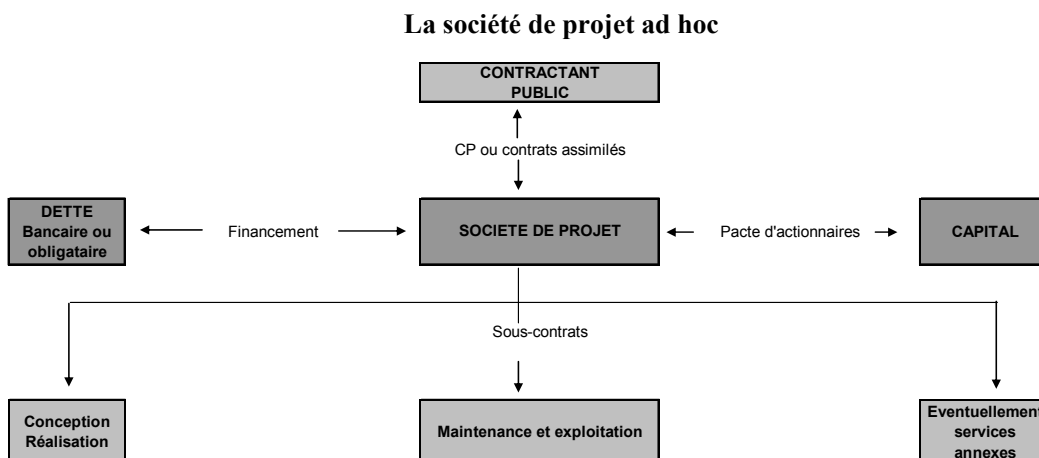 La société de projet ad hoc
CONTRACTANT
PUBLIC
CP ou contrats assimilés
DETTE
Bancaire ou
obligataire
Financement
SOCIETE DE PROJET
Pacte d'actionnaires
CAPITAL
Sous-contrats
Conception
Réalisation
Maintenance et exploitation
Eventuellement
services
annexes